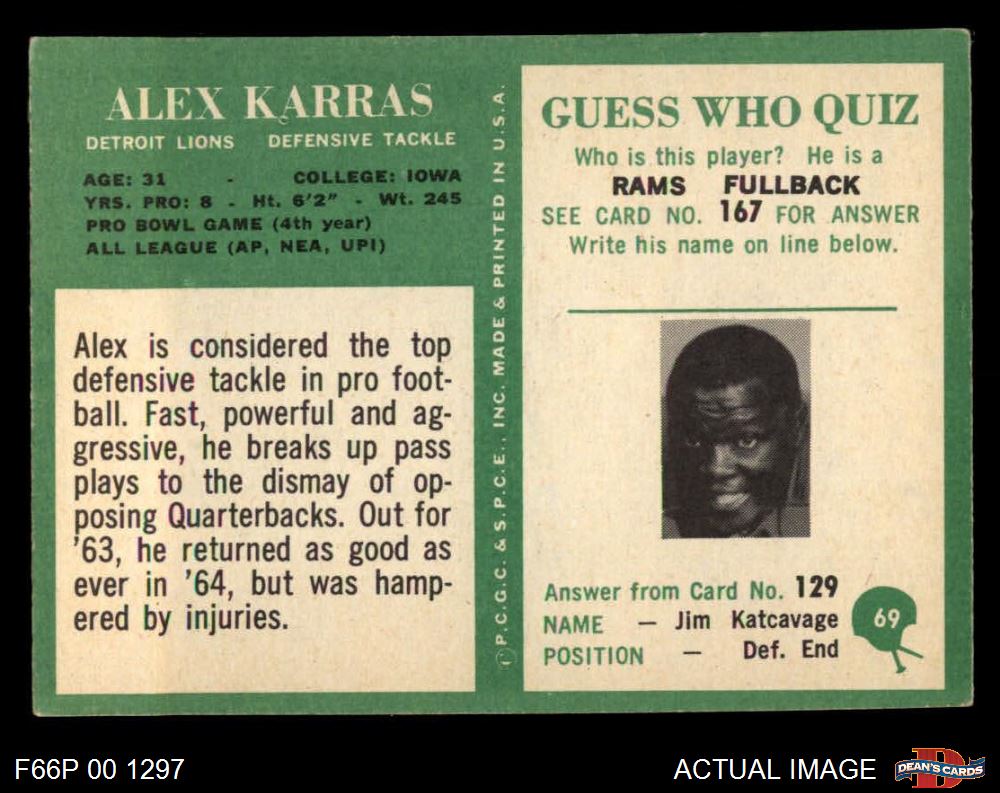 ALEX KARRAS
DETROIT LIONS DEFENSIVE TACKLE
AGE: 31 - COLLEGE: IOWA
YRS. PRO: 8 - Ht. 6'2" - Wt. 245
PRO BOWL GAME (4th year)
ALL LEAGUE (AP, NEA, UPI)
Alex is considered the top
defensive tackle in pro foot-
ball. Fast, powerful and ag-
gressive, he breaks up pass
plays to the dismay of op-
posing Quarterbacks. Out for
'63, he returned as good as
ever in '64, but was hamp-
ered by injuries.
©P.C.G.C. & S.P.C.E., INC. MADE & PRINTED IN U.S.A.
GUESS WHO QUIZ
Who is this player? He is a
RAMS FULLBACK
SEE CARD NO. 167 FOR ANSWER
Write his name on line below.
Answer from Card No. 129
NAME — Jim Katcavage
POSITION — Def. End
69
F66P 00 1297
ACTUAL IMAGE
D
DEAN'S CARDS